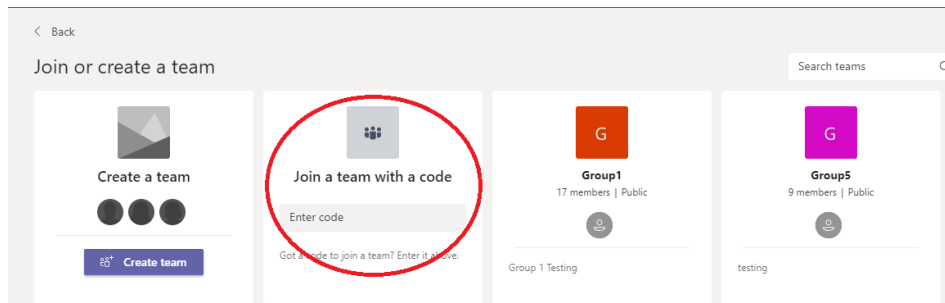 Back
Join or create a team
Search teams
Create a team
Create team
Join a team with a code
Enter code
Got a code to join a team? Enter it above.
G
Group1
17 members | Public
Group 1 Testing
G
Group5
9 members | Public
testing